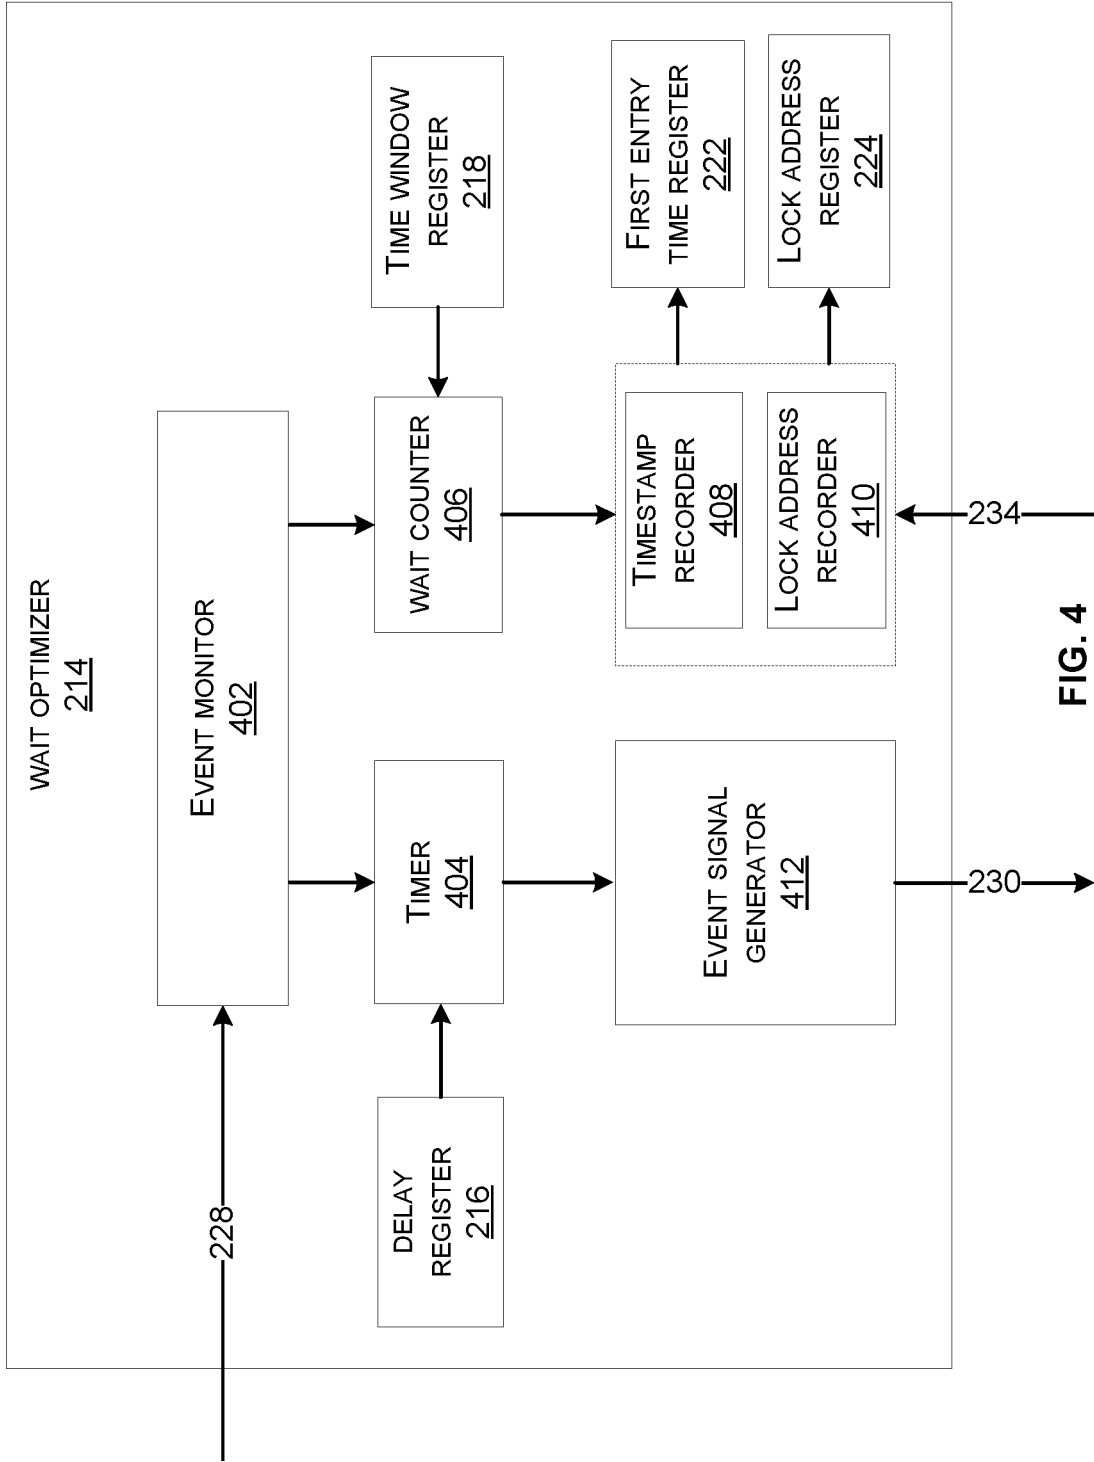 WAIT OPTIMIZER
214
228
EVENT MONITOR
402
DELAY
REGISTER
216
TIMER
404
WAIT COUNTER
406
TIME WINDOW
REGISTER
218
EVENT SIGNAL
GENERATOR
412
TIMESTAMP
RECORDER
408
FIRST ENTRY
TIME REGISTER
222
LOCK ADDRESS
RECORDER
410
LOCK ADDRESS
REGISTER
224
230
234
FIG. 4